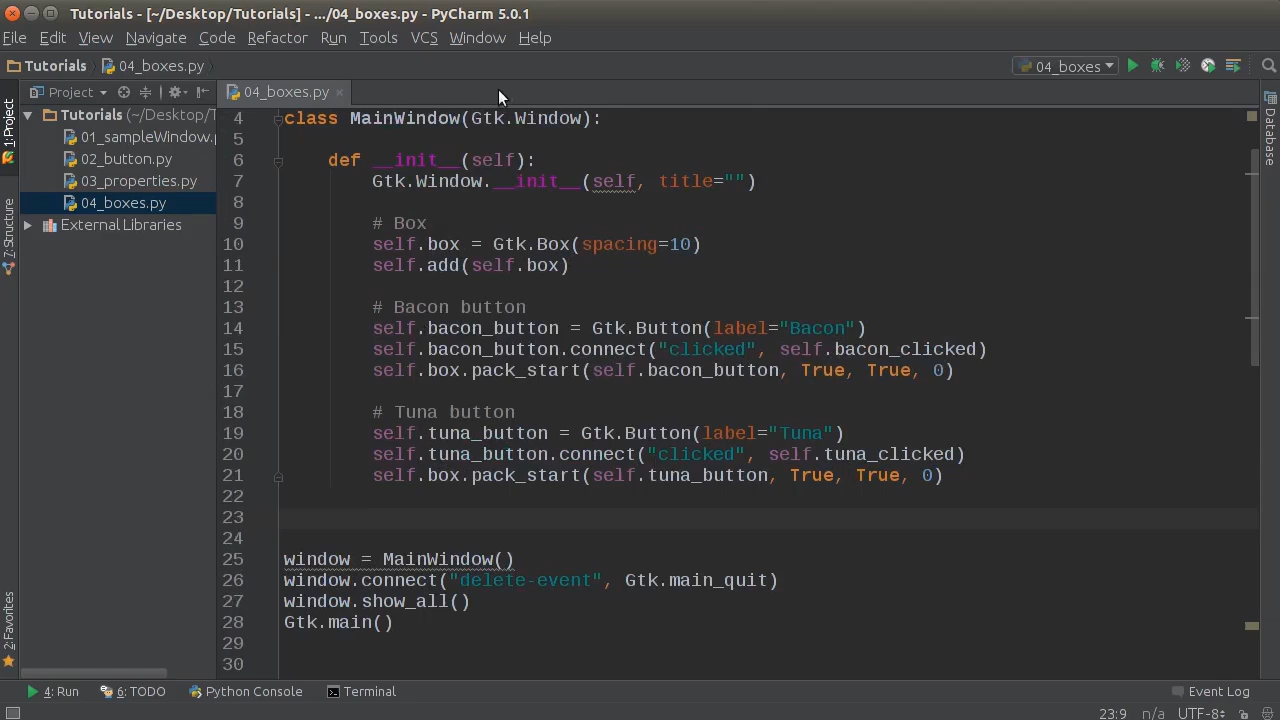 Tutorials - [~/Desktop/Tutorials] - .../04_boxes.py - PyCharm 5.0.1
File Edit View Navigate Code Refactor Run Tools VCS Window Help
Tutorials 04_boxes.py 04_boxes
Project 04_boxes.py
1: Project
7: Structure
2: Favorites
Database
Tutorials (~/Desktop/T
01_sampleWindow.
02_button.py
03_properties.py
04_boxes.py
External Libraries
4 class MainWindow(Gtk.Window):
5
6 def __init__(self):
7 Gtk.Window.__init__(self, title="")
8
9 # Box
10 self.box = Gtk.Box(spacing=10)
11 self.add(self.box)
12
13 # Bacon button
14 self.bacon_button = Gtk.Button(label="Bacon")
15 self.bacon_button.connect("clicked", self.bacon_clicked)
16 self.box.pack_start(self.bacon_button, True, True, 0)
17
18 # Tuna button
19 self.tuna_button = Gtk.Button(label="Tuna")
20 self.tuna_button.connect("clicked", self.tuna_clicked)
21 self.box.pack_start(self.tuna_button, True, True, 0)
22
23
24
25 window = MainWindow()
26 window.connect("delete-event", Gtk.main_quit)
27 window.show_all()
28 Gtk.main()
29
30
4: Run 6: TODO Python Console Terminal Event Log
23:9 n/a UTF-8